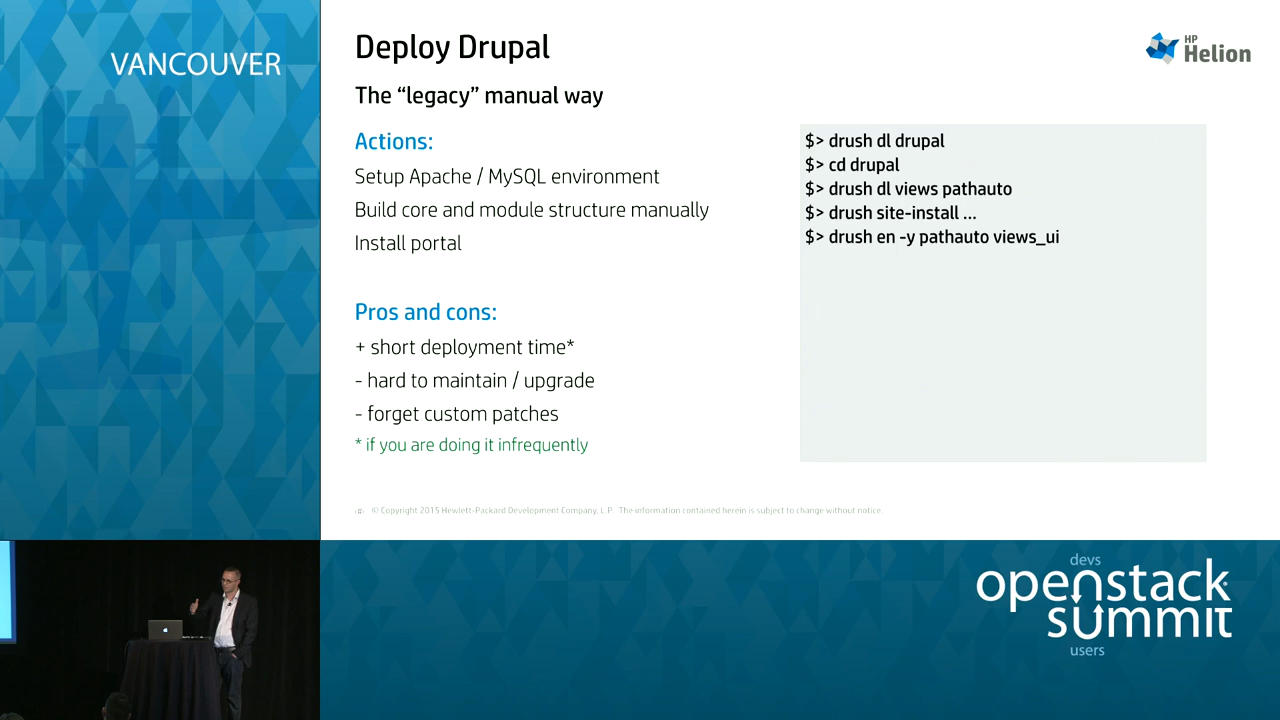 VANCOUVER
Deploy Drupal
HP
Helion
The “legacy” manual way
Actions:
Setup Apache / MySQL environment
Build core and module structure manually
Install portal
Pros and cons:
+ short deployment time*
- hard to maintain / upgrade
- forget custom patches
* if you are doing it infrequently
$> drush dl drupal
$> cd drupal
$> drush dl views pathauto
$> drush site-install ...
$> drush en -y pathauto views_ui
‹#› © Copyright 2015 Hewlett-Packard Development Company, L.P. The information contained herein is subject to change without notice.
devs
openstack
summit
users